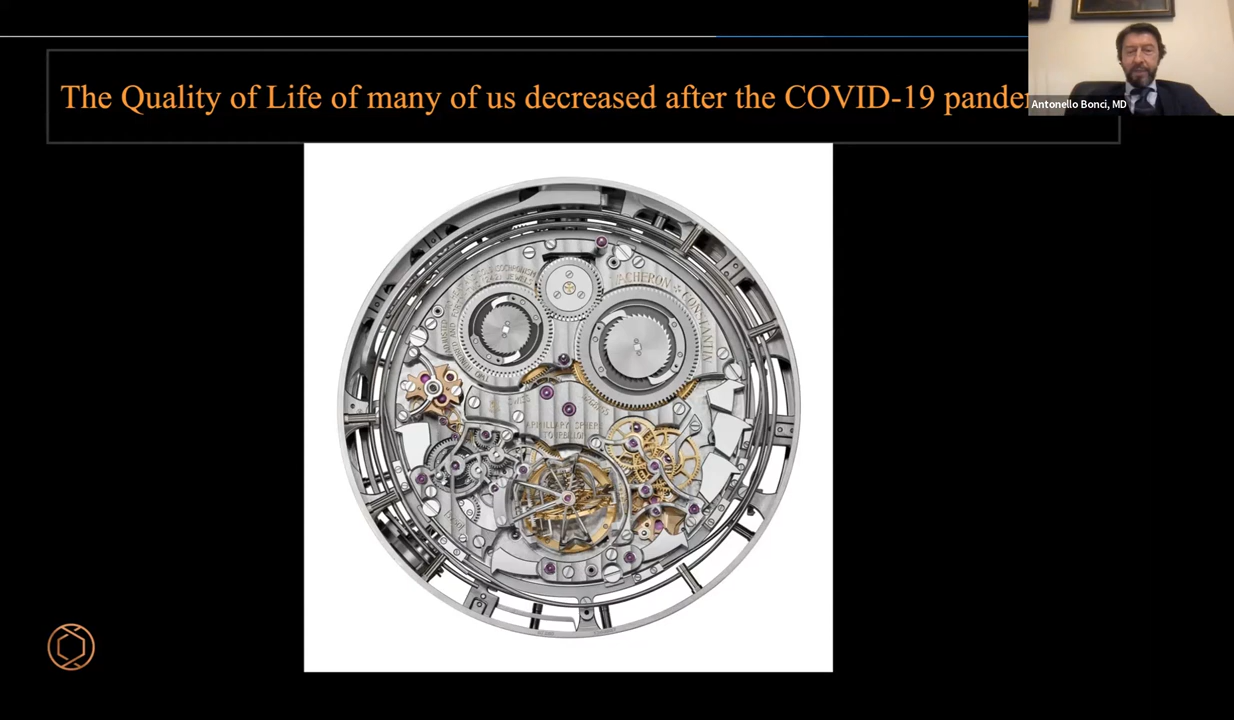 The Quality of Life of many of us decreased after the COVID-19
Antonello Bonci, MD
VACHERON CONSTANTIN
SWISS
ARMILLARY SPHERE
TOURBILLON